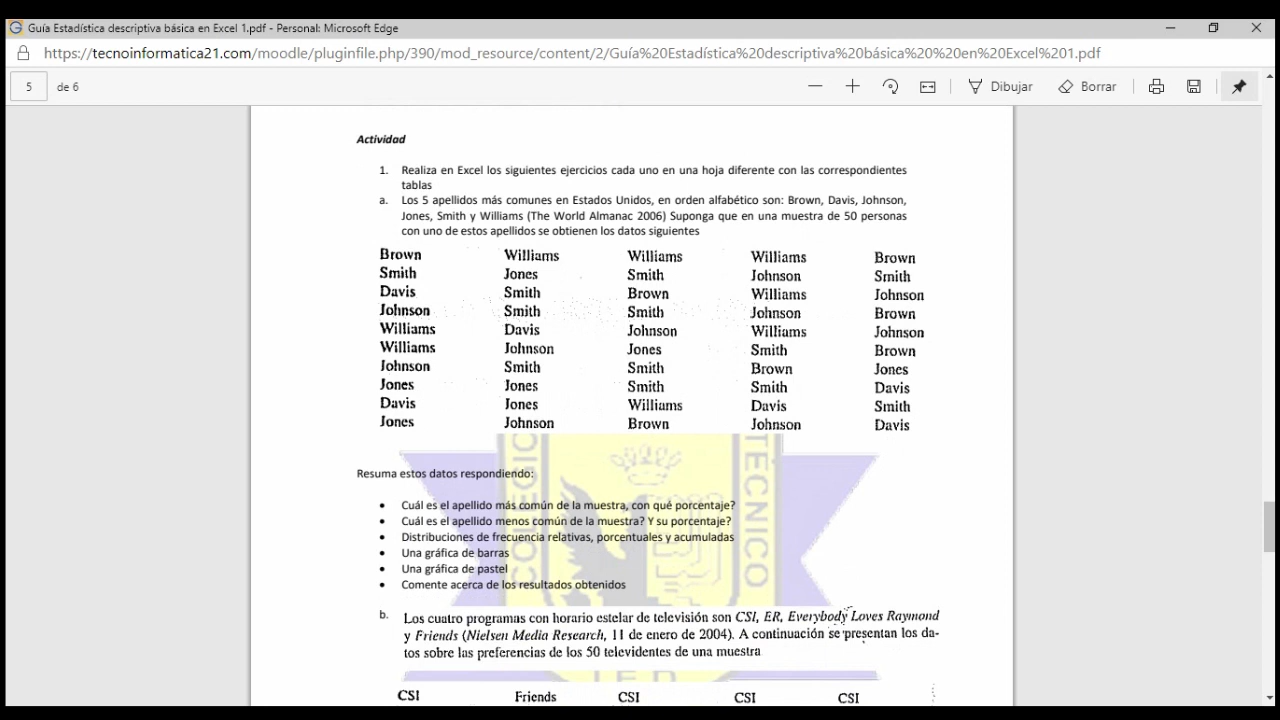 Guía Estadística descriptiva básica en Excel 1.pdf - Personal: Microsoft Edge
https://tecnoinformatica21.com/moodle/pluginfile.php/390/mod_resource/content/2/Guía%20Estadística%20descriptiva%20básica%20%20en%20Excel%201.pdf
5 de 6 Dibujar Borrar
Actividad
1. Realiza en Excel los siguientes ejercicios cada uno en una hoja diferente con las correspondientes
tablas
a. Los 5 apellidos más comunes en Estados Unidos, en orden alfabético son: Brown, Davis, Johnson,
Jones, Smith y Williams (The World Almanac 2006) Suponga que en una muestra de 50 personas
con uno de estos apellidos se obtienen los datos siguientes
Brown Williams Williams Williams Brown
Smith Jones Smith Johnson Smith
Davis Smith Brown Williams Johnson
Johnson Smith Smith Johnson Brown
Williams Davis Johnson Williams Johnson
Williams Johnson Jones Smith Brown
Johnson Smith Smith Brown Jones
Jones Jones Smith Smith Davis
Davis Jones Williams Davis Smith
Jones Johnson Brown Johnson Davis
Resuma estos datos respondiendo:
• Cuál es el apellido más común de la muestra, con qué porcentaje?
• Cuál es el apellido menos común de la muestra? Y su porcentaje?
• Distribuciones de frecuencia relativas, porcentuales y acumuladas
• Una gráfica de barras
• Una gráfica de pastel
• Comente acerca de los resultados obtenidos
COLEGIO
TECNICO
b. Los cuatro programas con horario estelar de televisión son CSI, ER, Everybody Loves Raymond
y Friends (Nielsen Media Research, 11 de enero de 2004). A continuación se presentan los da-
tos sobre las preferencias de los 50 televidentes de una muestra
CSI Friends CSI CSI CSI